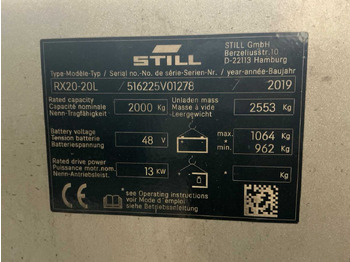 STILL
STILL GmbH
Berzeliusstr.10
D-22113 Hamburg
Type-Modèle-Typ / Serial no.-No. de série-Serien-Nr. / year-année-Baujahr
RX20-20L / 516225V01278 / 2019
Rated capacity
Capacité nominale
Nenn-Tragfähigkeit
2000 Kg
Unladen mass
Masse à vide
Leergewicht
2553 Kg
Battery voltage
Tension batterie
Batteriespannung
48 V
max. 1064 Kg
min. 962 Kg
Rated drive power
Puissance mot.nom.
Nenn-Antriebsleist.
13 KW
* Kg
*see Operating instructions
voir Mode d'emploi
siehe Betriebsanleitung